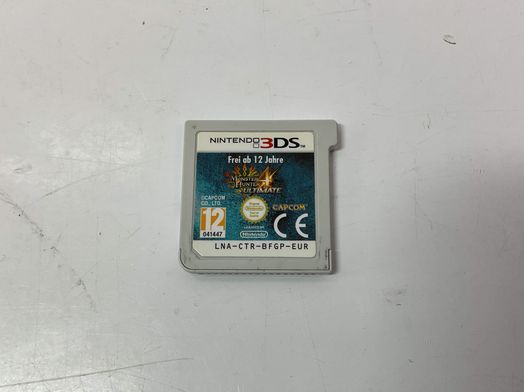 NINTENDO 3DS™
Frei ab 12 Jahre
MONSTER HUNTER 4
ULTIMATE
©CAPCOM
CO., LTD.
CAPCOM
12
041447
Nintendo
CE
LNA-CTR-BFGP-EUR